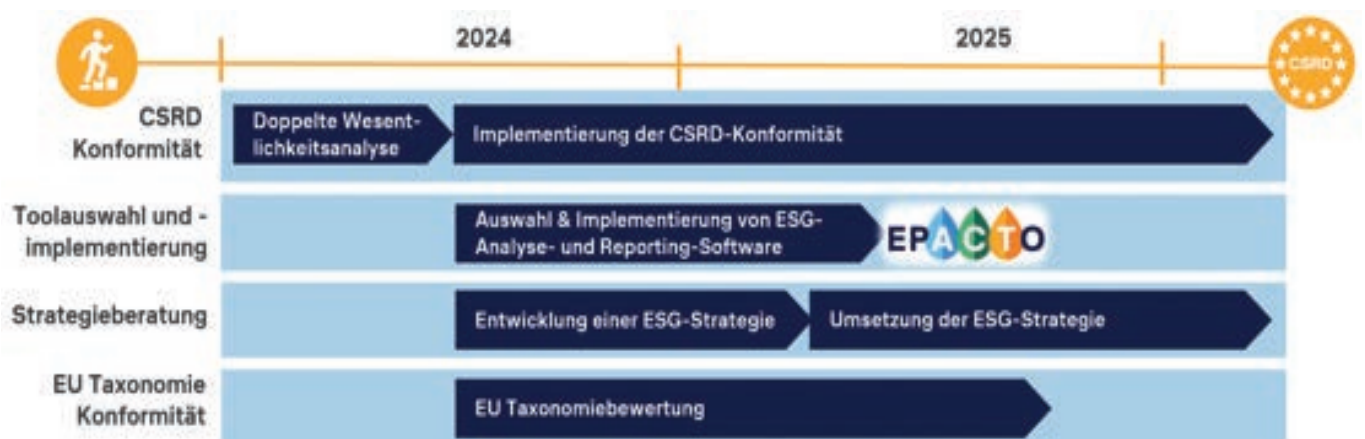 2024
2025
CSRD
CSRD
Konformität
Doppelte Wesent-
lichkeitsanalyse
Implementierung der CSRD-Konformität
Toolauswahl und -
implementierung
Auswahl & Implementierung von ESG-
Analyse- und Reporting-Software
EPACTO
Strategieberatung
Entwicklung einer ESG-Strategie
Umsetzung der ESG-Strategie
EU Taxonomie
Konformität
EU Taxonomiebewertung